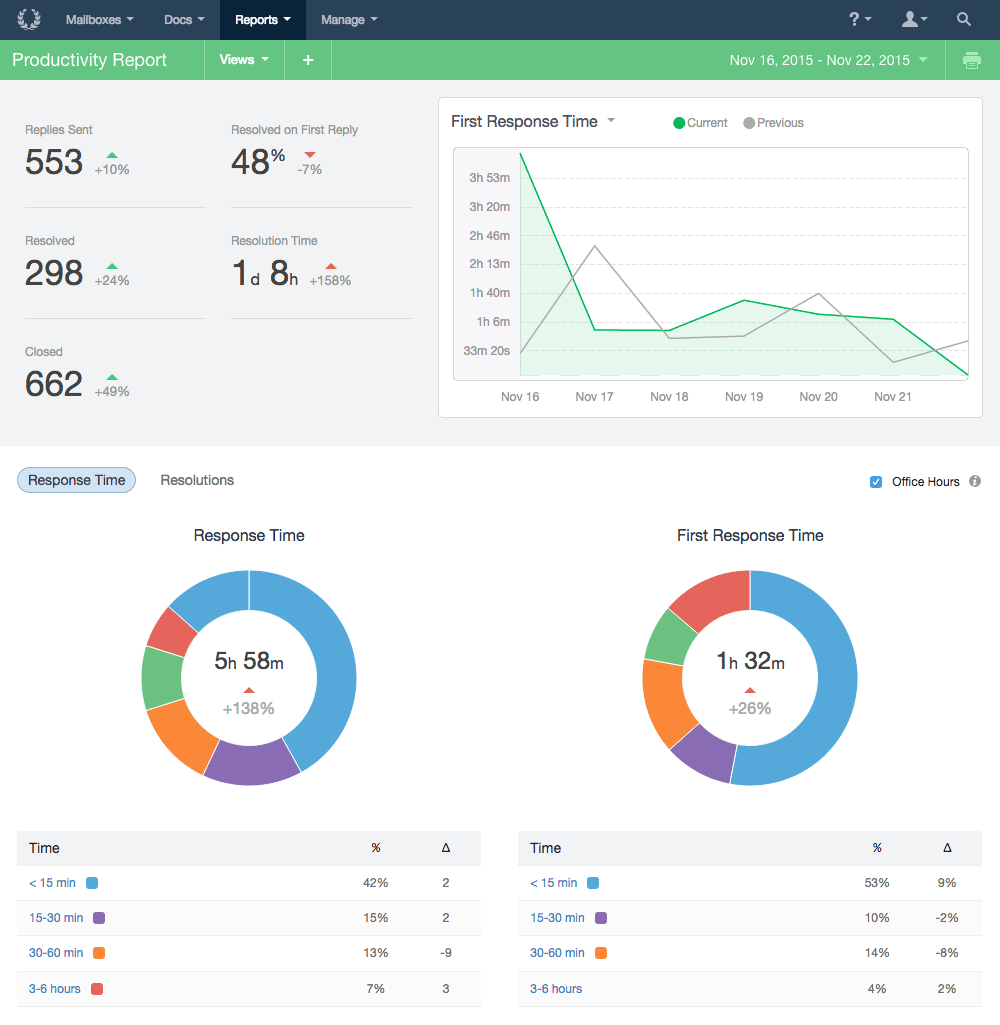 Mailboxes Docs Reports Manage ?
Productivity Report Views + Nov 16, 2015 - Nov 22, 2015
Replies Sent
553 +10%
Resolved on First Reply
48% -7%
Resolved
298 +24%
Resolution Time
1d 8h +158%
Closed
662 +49%
First Response Time Current Previous
3h 53m
3h 20m
2h 46m
2h 13m
1h 40m
1h 6m
33m 20s
Nov 16 Nov 17 Nov 18 Nov 19 Nov 20 Nov 21
Response Time Resolutions Office Hours i
Response Time
5h 58m
+138%
First Response Time
1h 32m
+26%
Time % Δ
< 15 min 42% 2
15-30 min 15% 2
30-60 min 13% -9
3-6 hours 7% 3
Time % Δ
< 15 min 53% 9%
15-30 min 10% -2%
30-60 min 14% -8%
3-6 hours 4% 2%